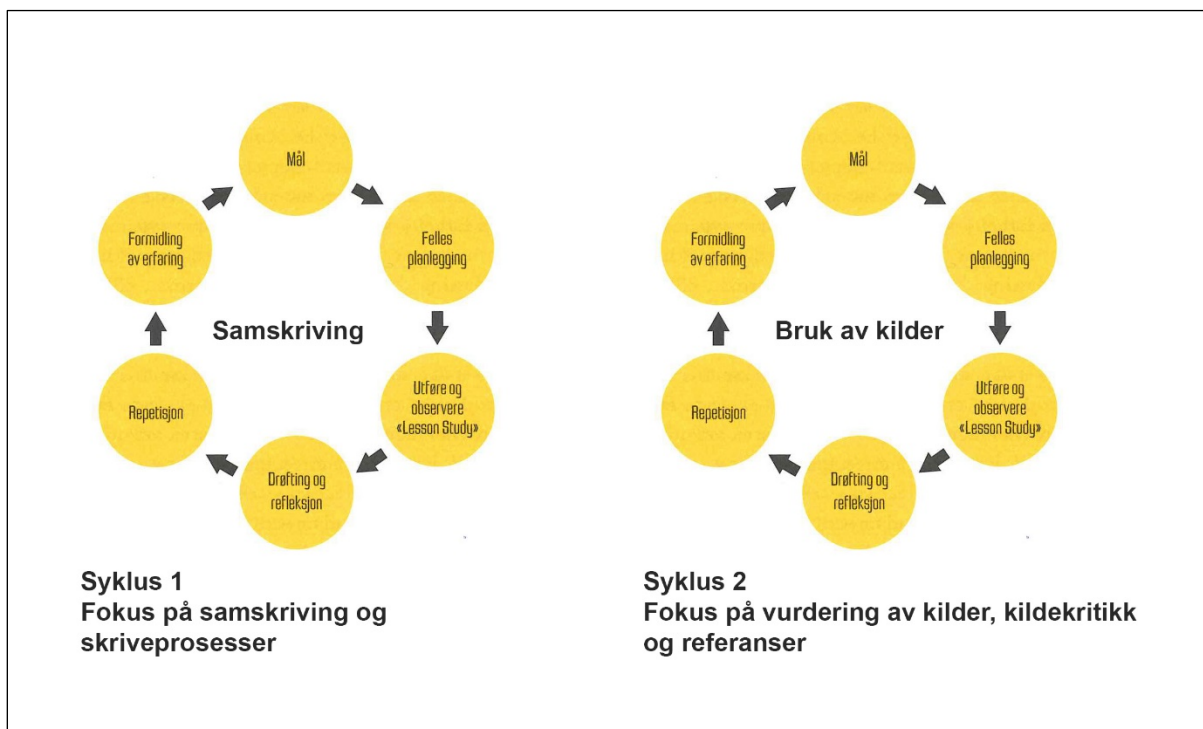 Mål
Felles
planlegging
Utføre og
observere
«Lesson Study»
Drøfting og
refleksjon
Repetisjon
Formidling
av erfaring
Samskriving
Syklus 1
Fokus på samskriving og
skriveprosesser
Mål
Felles
planlegging
Utføre og
observere
«Lesson Study»
Drøfting og
refleksjon
Repetisjon
Formidling
av erfaring
Bruk av kilder
Syklus 2
Fokus på vurdering av kilder, kildekritikk
og referanser